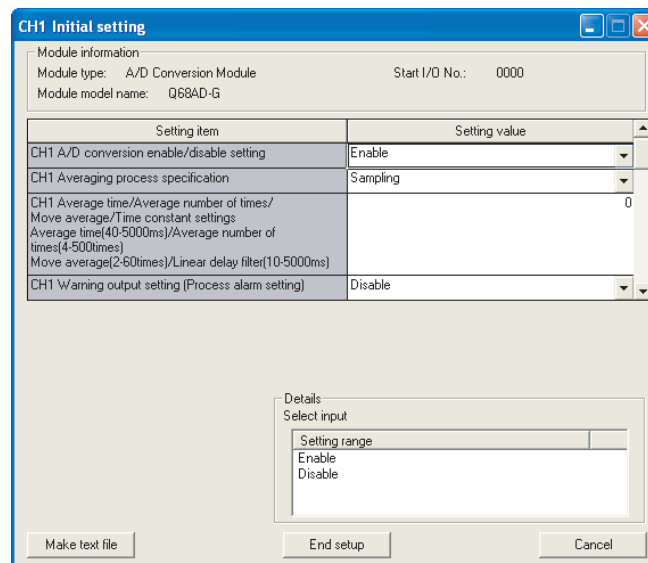 CH1 Initial setting
Module information
Module type: A/D Conversion Module Start I/O No.: 0000
Module model name: Q68AD-G
Setting item Setting value
CH1 A/D conversion enable/disable setting Enable
CH1 Averaging process specification Sampling
CH1 Average time/Average number of times/ 0
Move average/Time constant settings
Average time(40-5000ms)/Average number of
times(4-500times)
Move average(2-60times)/Linear delay filter(10-5000ms)
CH1 Warning output setting (Process alarm setting) Disable
Details
Select input
Setting range
Enable
Disable
Make text file End setup Cancel